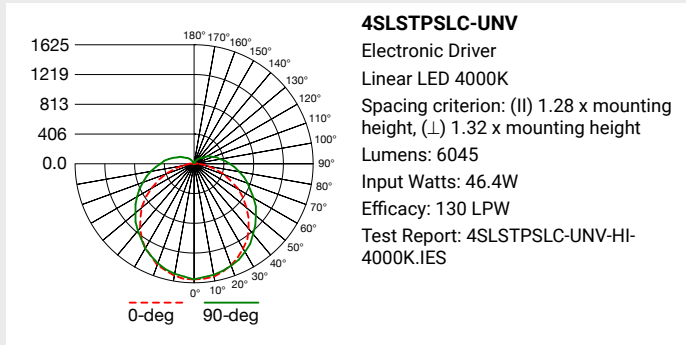 1625
1219
813
406
0.0
180° 170° 160° 150° 140° 130° 120° 110° 100° 90° 80° 70° 60° 50° 40° 30° 20° 10° 0°
0-deg 90-deg
4SLSTPSLC-UNV
Electronic Driver
Linear LED 4000K
Spacing criterion: (II) 1.28 x mounting
height, (⊥) 1.32 x mounting height
Lumens: 6045
Input Watts: 46.4W
Efficacy: 130 LPW
Test Report: 4SLSTPSLC-UNV-HI-
4000K.IES